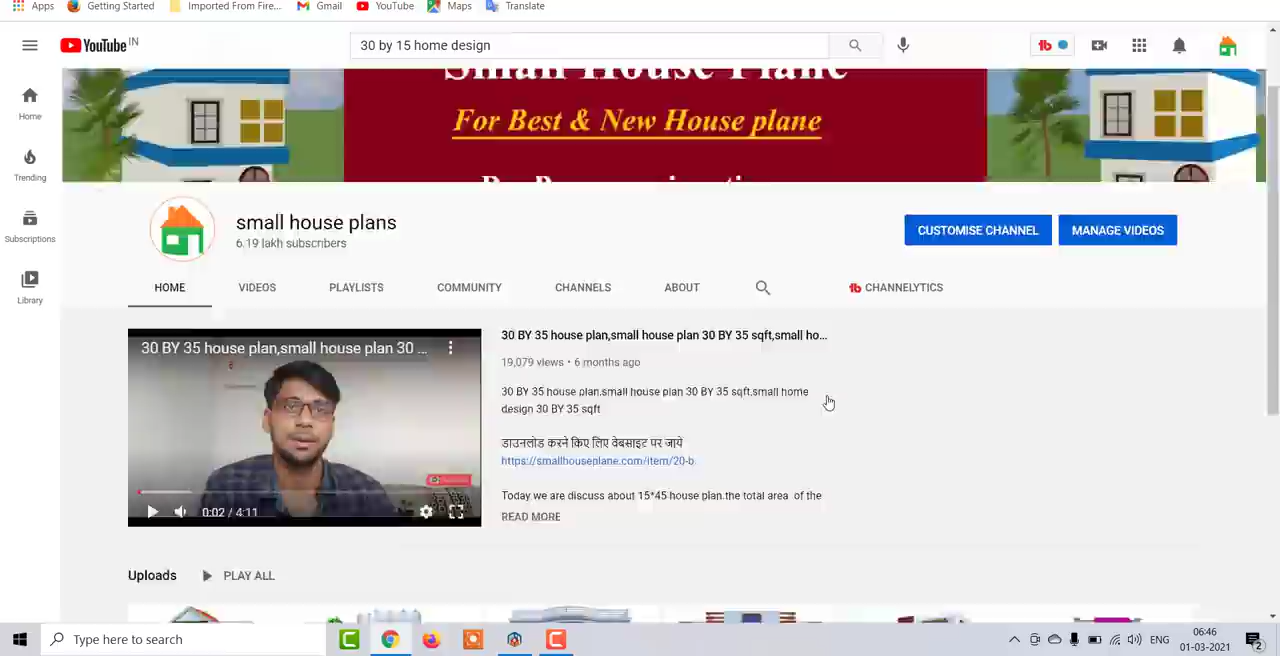 Apps Getting Started Imported From Fire... Gmail YouTube Maps Translate
YouTube IN
30 by 15 home design
tb
Small House Plane
For Best & New House plane
Home
Trending
Subscriptions
Library
small house plans
6.19 lakh subscribers
CUSTOMISE CHANNEL
MANAGE VIDEOS
HOME VIDEOS PLAYLISTS COMMUNITY CHANNELS ABOUT tb CHANNELYTICS
30 BY 35 house plan,small house plan 30 ...
0:02 / 4:11
30 BY 35 house plan,small house plan 30 BY 35 sqft,small ho...
19,079 views • 6 months ago
30 BY 35 house plan,small house plan 30 BY 35 sqft,small home
design 30 BY 35 sqft
डाउनलोड करने किए लिए वेबसाइट पर जाये
https://smallhouseplane.com/item/20-b
Today we are discuss about 15*45 house plan.the total area of the
READ MORE
Uploads PLAY ALL
Type here to search
ENG
06:46
01-03-2021
2